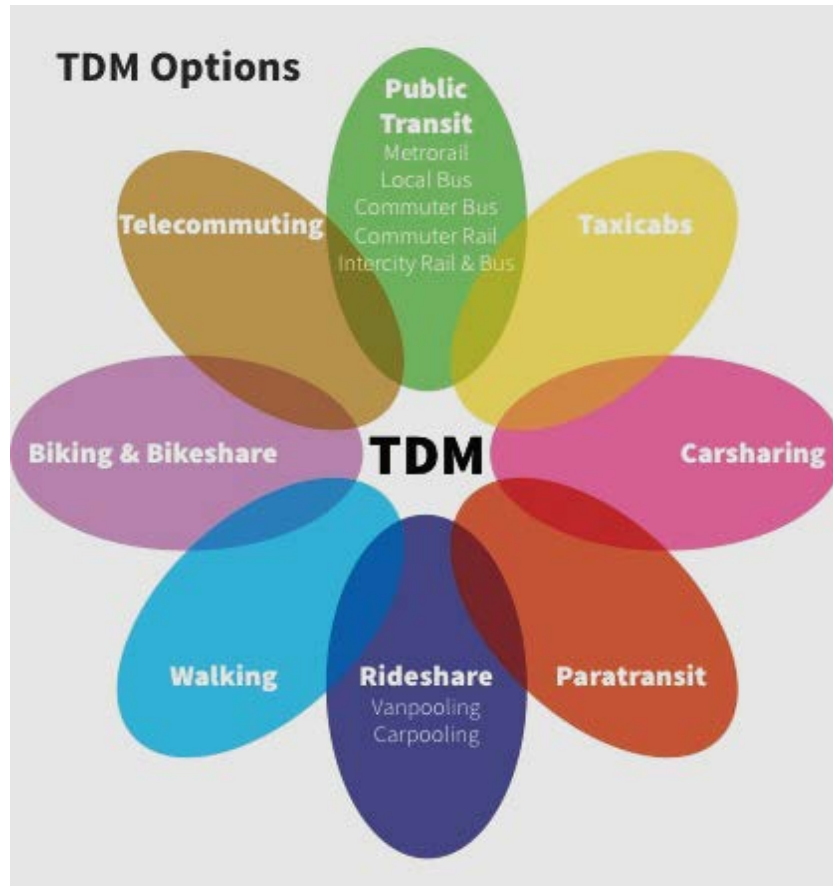 TDM Options
Public
Transit
Metrorail
Local Bus
Commuter Bus
Commuter Rail
Intercity Rail & Bus
Telecommuting
Taxicabs
Biking & Bikeshare
TDM
Carsharing
Walking
Rideshare
Vanpooling
Carpooling
Paratransit